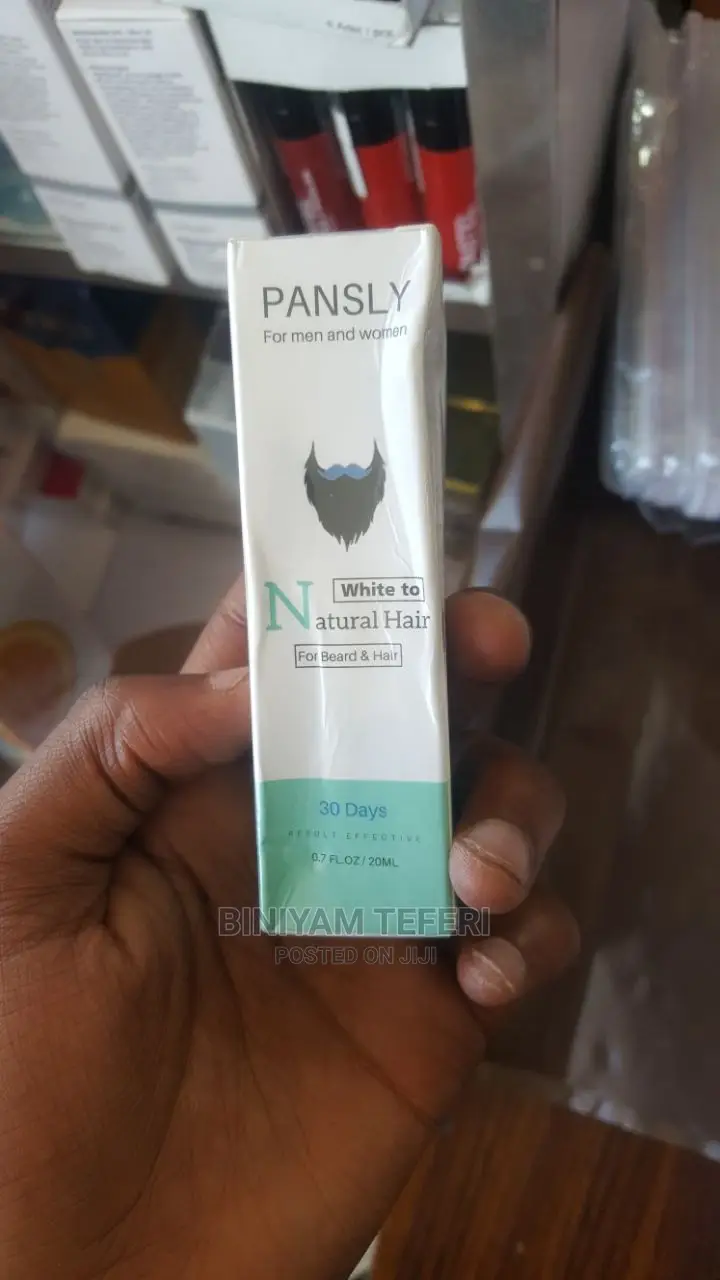 PANSLY
For men and women
White to
Natural Hair
For Beard & Hair
30 Days
RESULT EFFECTIVE
0.7 FL.OZ / 20ML
BINIYAM TEFERI
POSTED ON JIJI